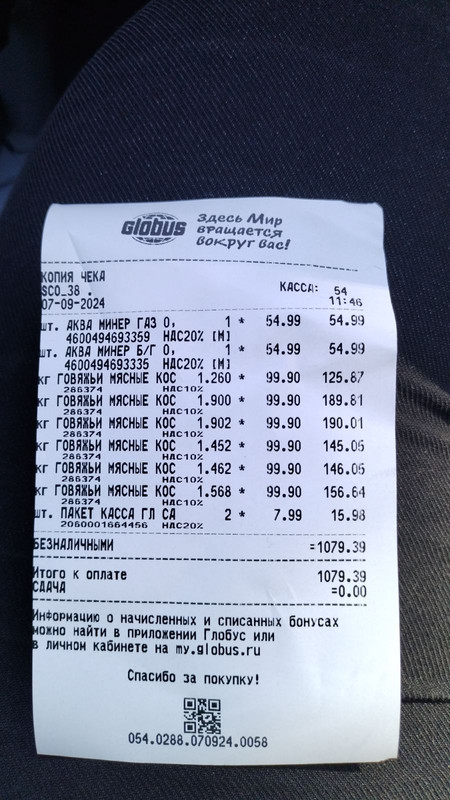 Globus
Здесь Мир
вращается
вокруг вас!
КОПИЯ ЧЕКА
SCO_38 .
КАССА: 54
07-09-2024
11:46
шт. АКВА МИНЕР ГАЗ 0, 1 * 54.99 54.99
4600494693359 НДС20% [М]
шт. АКВА МИНЕР Б/Г 0, 1 * 54.99 54.99
4600494693335 НДС20% [М]
кг ГОВЯЖЬИ МЯСНЫЕ КОС 1.260 * 99.90 125.87
286374 НДС10%
кг ГОВЯЖЬИ МЯСНЫЕ КОС 1.900 * 99.90 189.81
286374 НДС10%
кг ГОВЯЖЬИ МЯСНЫЕ КОС 1.902 * 99.90 190.01
286374 НДС10%
кг ГОВЯЖЬИ МЯСНЫЕ КОС 1.452 * 99.90 145.05
286374 НДС10%
кг ГОВЯЖЬИ МЯСНЫЕ КОС 1.462 * 99.90 146.05
286374 НДС10%
кг ГОВЯЖЬИ МЯСНЫЕ КОС 1.568 * 99.90 156.64
286374 НДС10%
шт. ПАКЕТ КАССА ГЛ СА 2 * 7.99 15.98
2060001664456 НДС20%
БЕЗНАЛИЧНЫМИ =1079.39
Итого к оплате 1079.39
СДАЧА =0.00
Информацию о начисленных и списанных бонусах
можно найти в приложении Глобус или
в личном кабинете на my.globus.ru
Спасибо за покупку!
054.0288.070924.0058